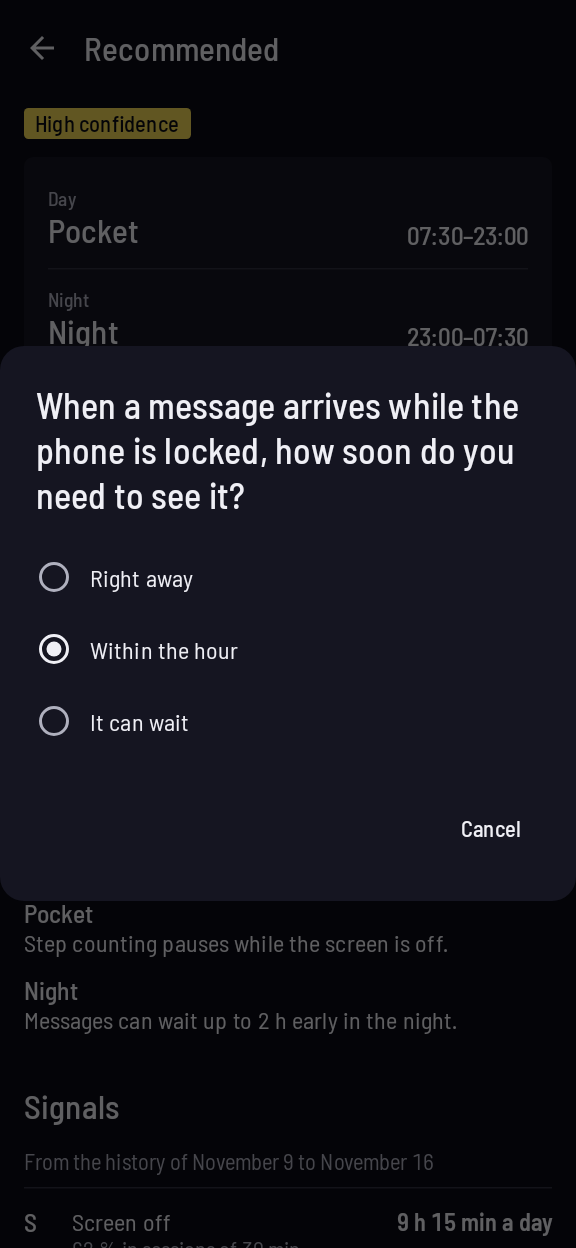 Recommended
High confidence
Day
Pocket 07:30–23:00
Night
Night 23:00–07:30
When a message arrives while the
phone is locked, how soon do you
need to see it?
Right away
Within the hour
It can wait
Cancel
Pocket
Step counting pauses while the screen is off.
Night
Messages can wait up to 2 h early in the night.
Signals
From the history of November 9 to November 16
S Screen off 9 h 15 min a day